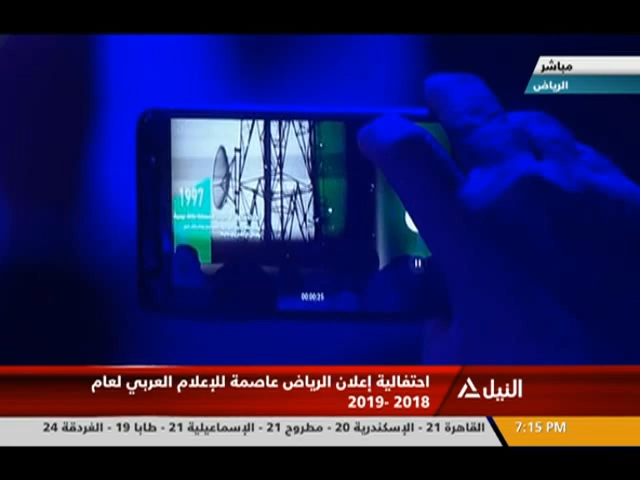 مباشر
الرياض
1997
00:00:25
احتفالية إعلان الرياض عاصمة للإعلام العربي لعام
2018 -2019
النيل
القاهرة 21 - الإسكندرية 20 - مطروح 21 - الإسماعيلية 21 - طابا 19 - الغردقة 24
7:15 PM